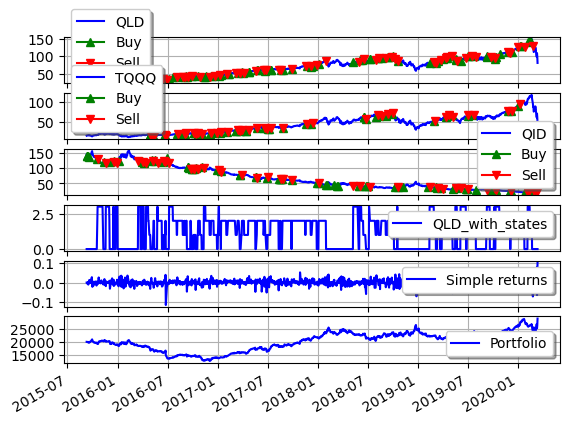 QLD
Buy
Sell
150
100
50
TQQQ
Buy
Sell
100
50
QID
Buy
Sell
150
100
50
QLD_with_states
2.5
0.0
Simple returns
0.1
0.0
−0.1
Portfolio
25000
20000
15000
2015-07
2016-01
2016-07
2017-01
2017-07
2018-01
2018-07
2019-01
2019-07
2020-01